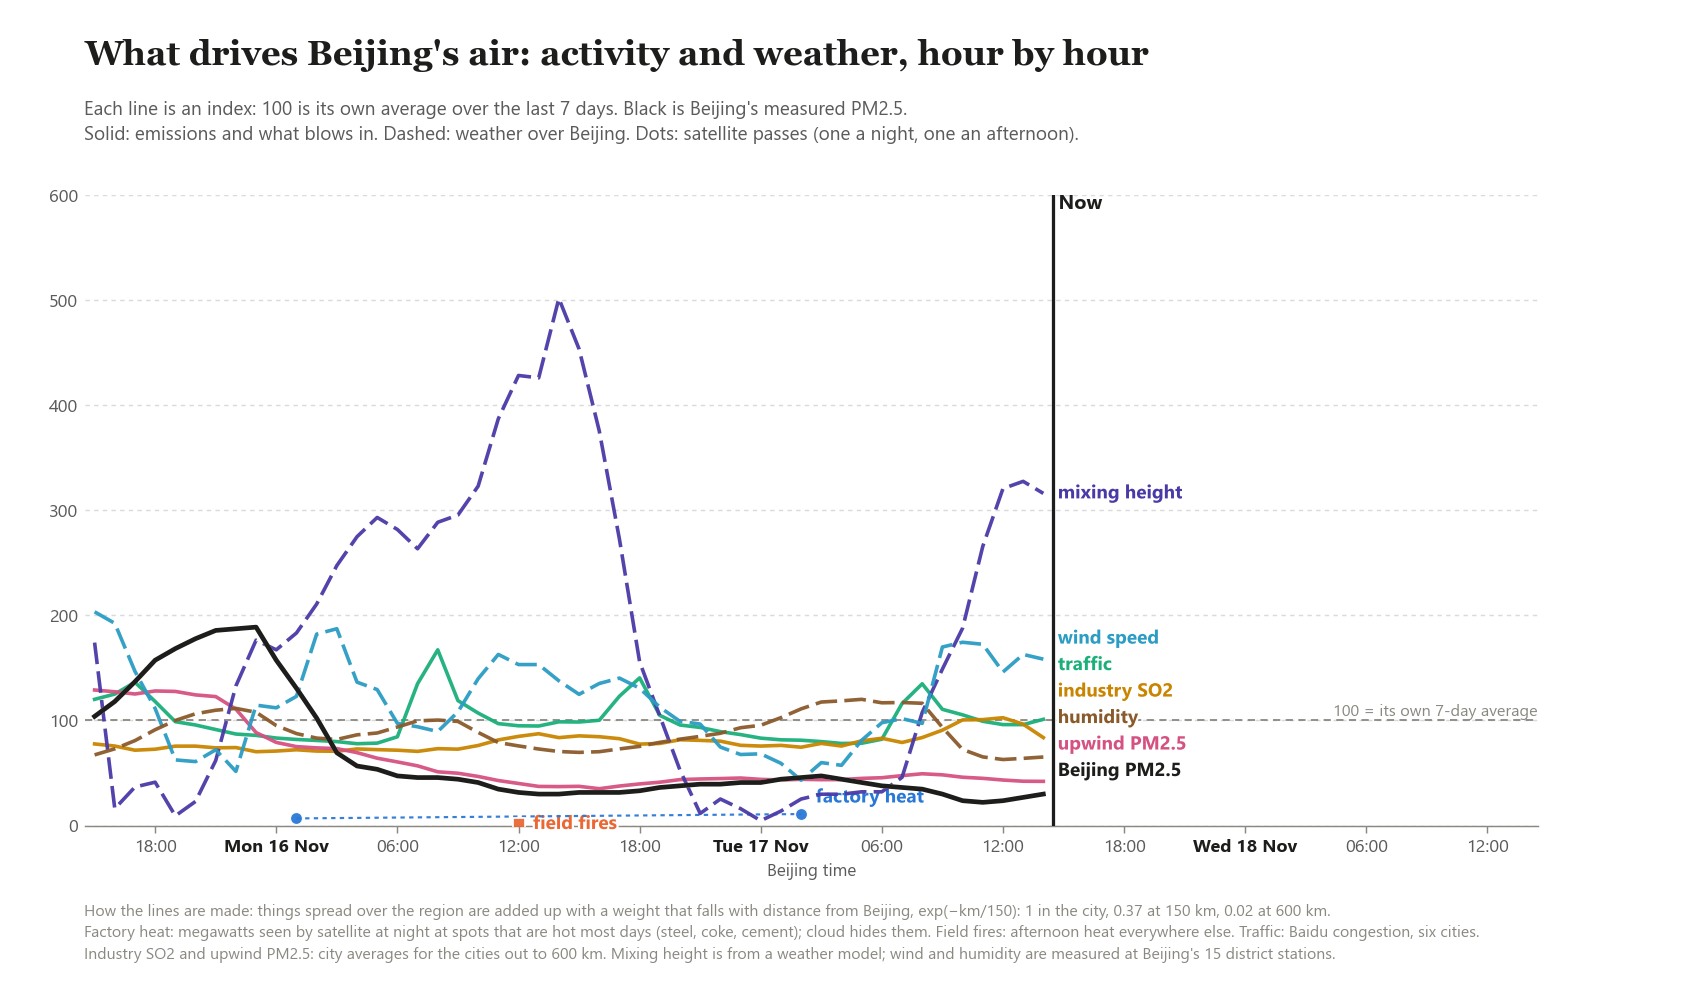 What drives Beijing's air: activity and weather, hour by hour
Each line is an index: 100 is its own average over the last 7 days. Black is Beijing's measured PM2.5.
Solid: emissions and what blows in. Dashed: weather over Beijing. Dots: satellite passes (one a night, one an afternoon).
600
Now
500
400
300
mixing height
200
wind speed
traffic
industry SO2
100
humidity
100 = its own 7-day average
upwind PM2.5
Beijing PM2.5
factory heat
field fires
0
18:00 Mon 16 Nov 06:00 12:00 18:00 Tue 17 Nov 06:00 12:00 18:00 Wed 18 Nov 06:00 12:00
Beijing time
How the lines are made: things spread over the region are added up with a weight that falls with distance from Beijing, exp(−km/150): 1 in the city, 0.37 at 150 km, 0.02 at 600 km.
Factory heat: megawatts seen by satellite at night at spots that are hot most days (steel, coke, cement); cloud hides them. Field fires: afternoon heat everywhere else. Traffic: Baidu congestion, six cities.
Industry SO2 and upwind PM2.5: city averages for the cities out to 600 km. Mixing height is from a weather model; wind and humidity are measured at Beijing's 15 district stations.